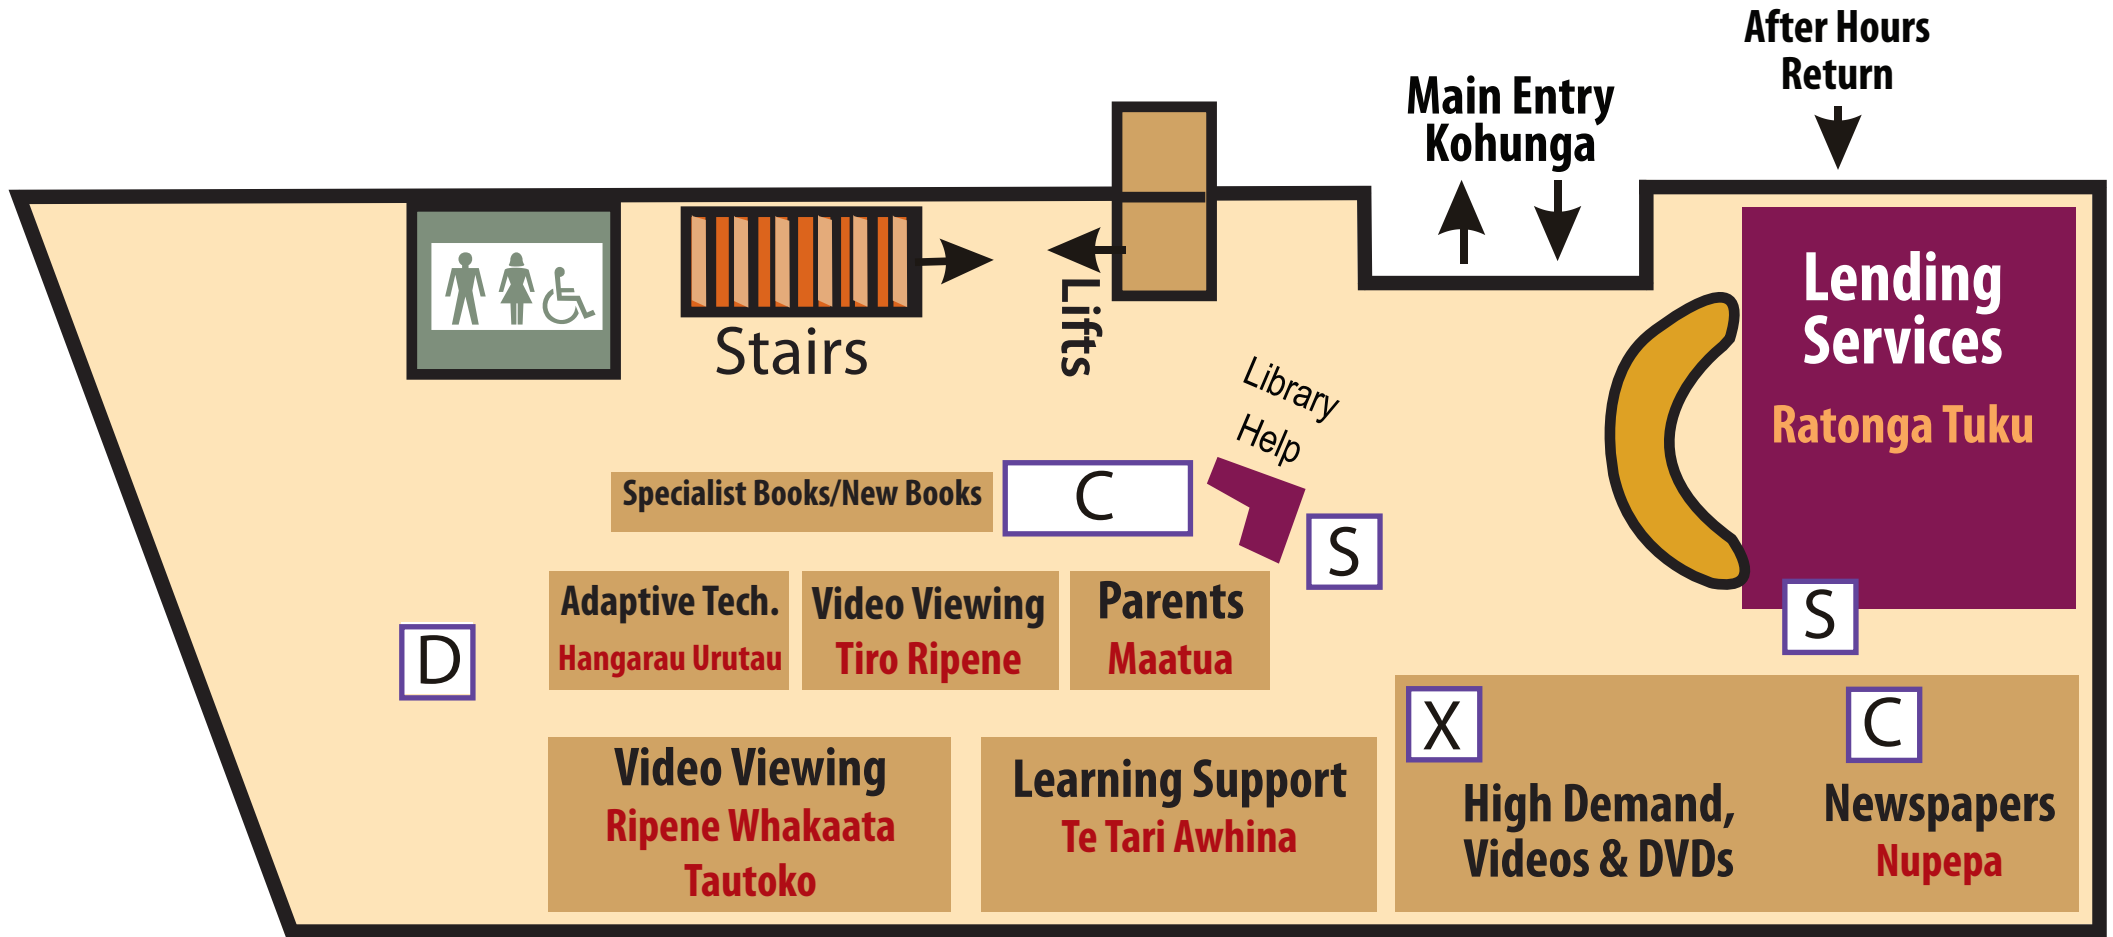 After Hours
Return
Main Entry
Kohunga
Lending
Services
Ratonga Tuku
Stairs
Lifts
Library
Help
Specialist Books/New Books
C
S
S
Adaptive Tech.
Hangarau Urutau
Video Viewing
Tiro Ripene
Parents
Maatua
D
X
C
Video Viewing
Ripene Whakaata
Tautoko
Learning Support
Te Tari Awhina
High Demand,
Videos & DVDs
Newspapers
Nupepa